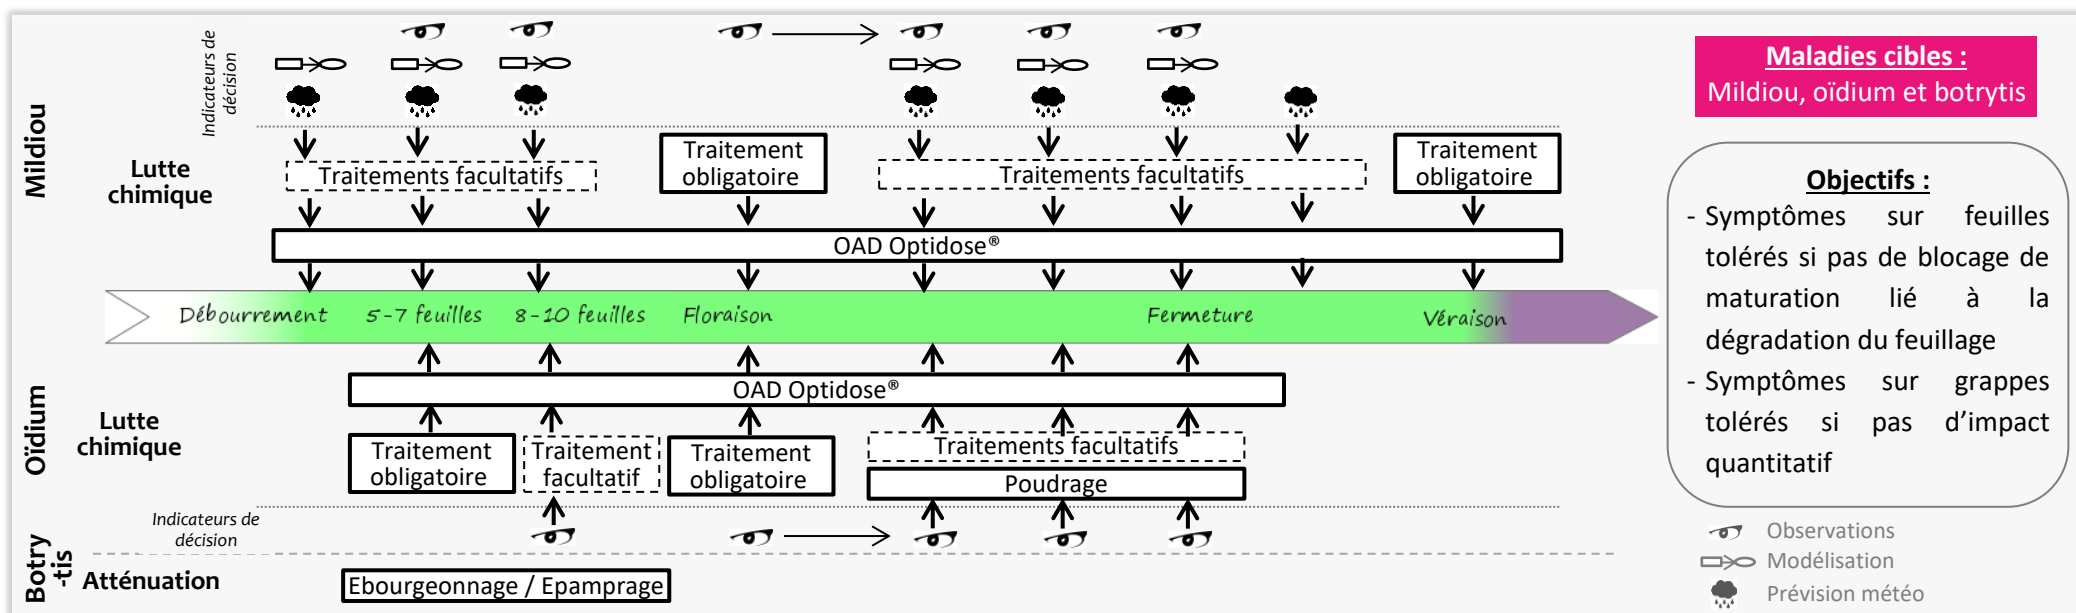 Mildiou
Indicateurs de
décision
Lutte
chimique
Traitements facultatifs
Traitement
obligatoire
Traitements facultatifs
Traitement
obligatoire
OAD Optidose®
Débourrement
5-7 feuilles
8-10 feuilles
Floraison
Fermeture
Véraison
Oïdium
Lutte
chimique
OAD Optidose®
Traitement
obligatoire
Traitement
facultatif
Traitement
obligatoire
Traitements facultatifs
Poudrage
Indicateurs de
décision
Botry
-tis
Atténuation
Ebourgeonnage / Epamprage
Maladies cibles :
Mildiou, oïdium et botrytis
Objectifs :
- Symptômes sur feuilles
tolérés si pas de blocage de
maturation lié à la
dégradation du feuillage
- Symptômes sur grappes
tolérés si pas d’impact
quantitatif
Observations
Modélisation
Prévision météo